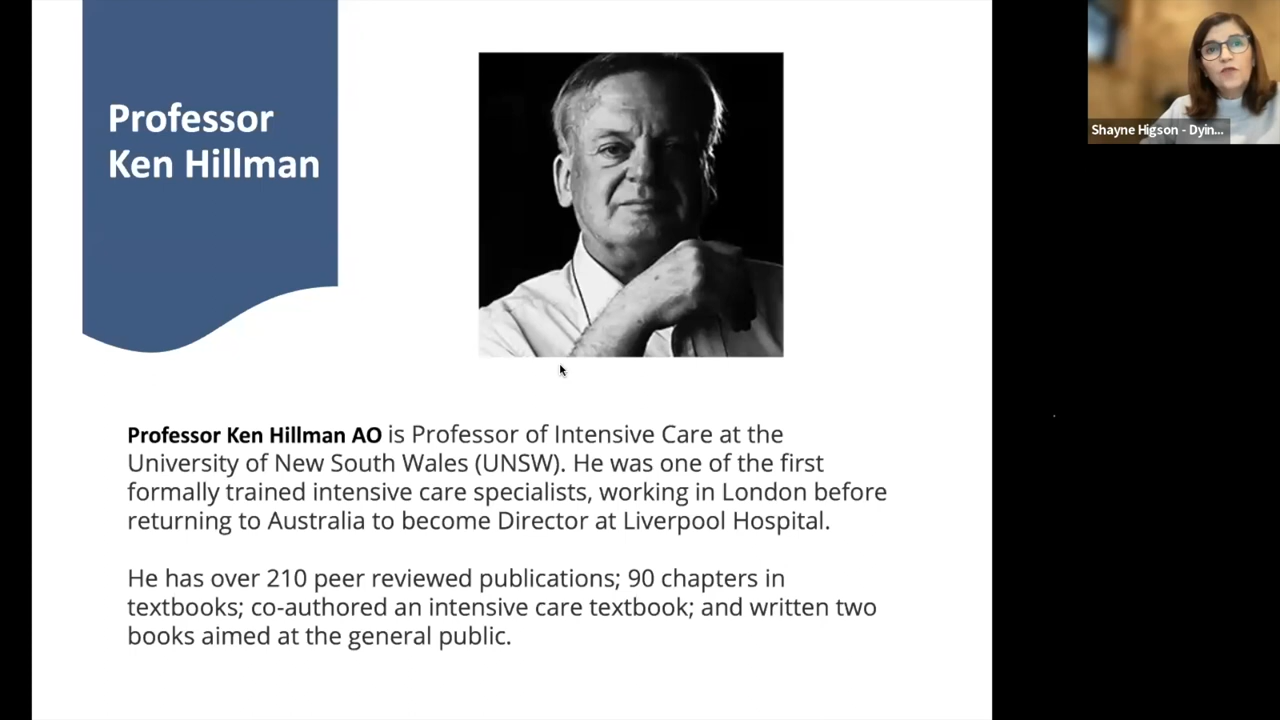 Professor
Ken Hillman
Shayne Higson - Dyin...
Professor Ken Hillman AO is Professor of Intensive Care at the
University of New South Wales (UNSW). He was one of the first
formally trained intensive care specialists, working in London before
returning to Australia to become Director at Liverpool Hospital.
He has over 210 peer reviewed publications; 90 chapters in
textbooks; co-authored an intensive care textbook; and written two
books aimed at the general public.